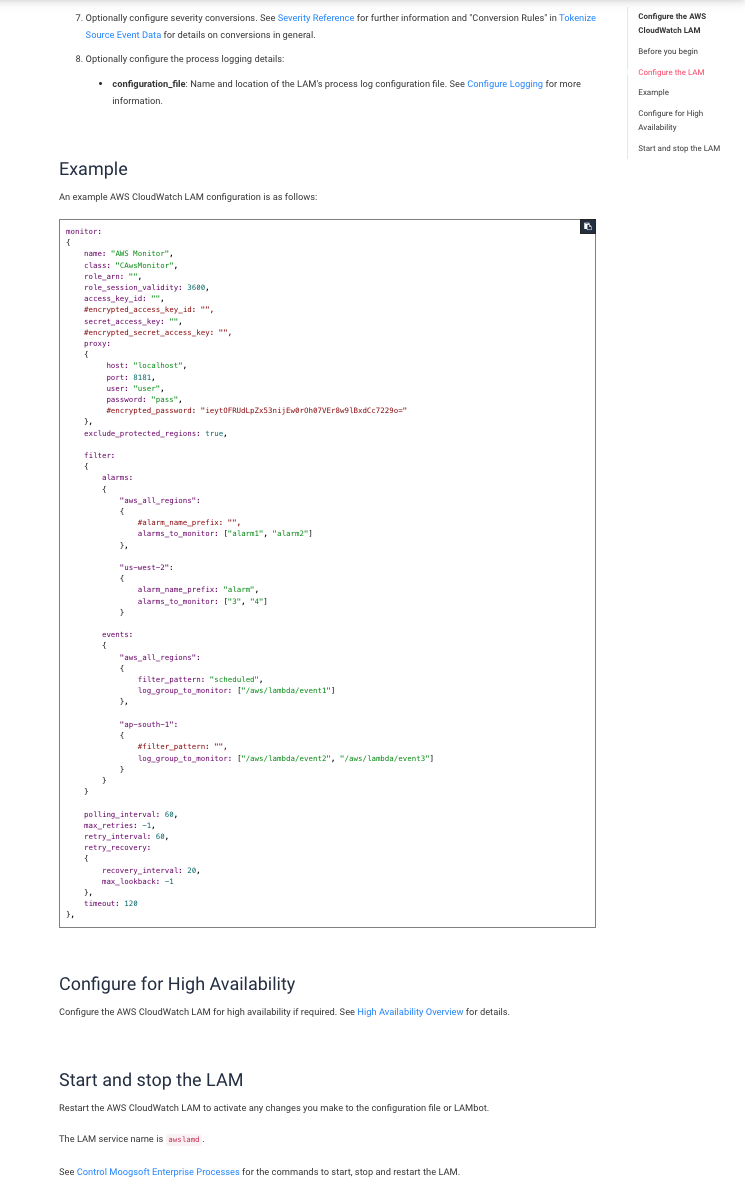 7. Optionally configure severity conversions. See Severity Reference for further information and "Conversion Rules" in Tokenize
Source Event Data for details on conversions in general.
8. Optionally configure the process logging details:
• configuration_file: Name and location of the LAM's process log configuration file. See Configure Logging for more
information.
Example
An example AWS CloudWatch LAM configuration is as follows:
monitor:
{
name: "AWS Monitor",
class: "CAwsMonitor",
role_arn: "",
role_session_validity: 3600,
access_key_id: "",
#encrypted_access_key_id: "",
secret_access_key: "",
#encrypted_secret_access_key: "",
proxy:
{
host: "localhost",
port: 8181,
user: "user",
password: "pass",
#encrypted_password: "ieytOFRUdLpZx53nijEw0rOh07VEr8w9lBxdCc7229o="
},
exclude_protected_regions: true,
filter:
{
alarms:
{
"aws_all_regions":
{
#alarm_name_prefix: "",
alarms_to_monitor: ["alarm1", "alarm2"]
},
"us-west-2":
{
alarm_name_prefix: "alarm",
alarms_to_monitor: ["3", "4"]
}
events:
{
"aws_all_regions":
{
filter_pattern: "scheduled",
log_group_to_monitor: ["/aws/lambda/event1"]
},
"ap-south-1":
{
#filter_pattern: "",
log_group_to_monitor: ["/aws/lambda/event2", "/aws/lambda/event3"]
}
}
}
polling_interval: 60,
max_retries: -1,
retry_interval: 60,
retry_recovery:
{
recovery_interval: 20,
max_lookback: -1
},
timeout: 120
},
Configure for High Availability
Configure the AWS CloudWatch LAM for high availability if required. See High Availability Overview for details.
Start and stop the LAM
Restart the AWS CloudWatch LAM to activate any changes you make to the configuration file or LAMbot.
The LAM service name is awslamd.
See Control Moogsoft Enterprise Processes for the commands to start, stop and restart the LAM.
Configure the AWS
CloudWatch LAM
Before you begin
Configure the LAM
Example
Configure for High
Availability
Start and stop the LAM